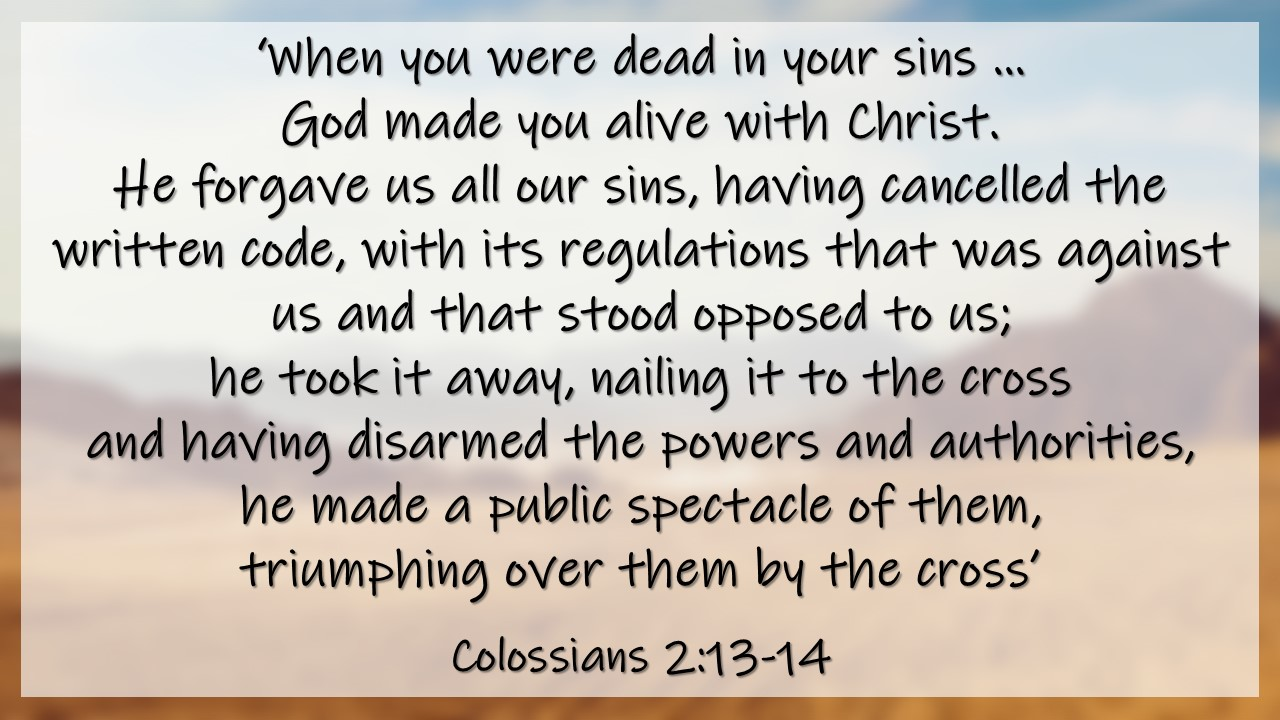 ‘When you were dead in your sins ...
God made you alive with Christ.
He forgave us all our sins, having cancelled the
written code, with its regulations that was against
us and that stood opposed to us;
he took it away, nailing it to the cross
and having disarmed the powers and authorities,
he made a public spectacle of them,
triumphing over them by the cross’
Colossians 2:13-14